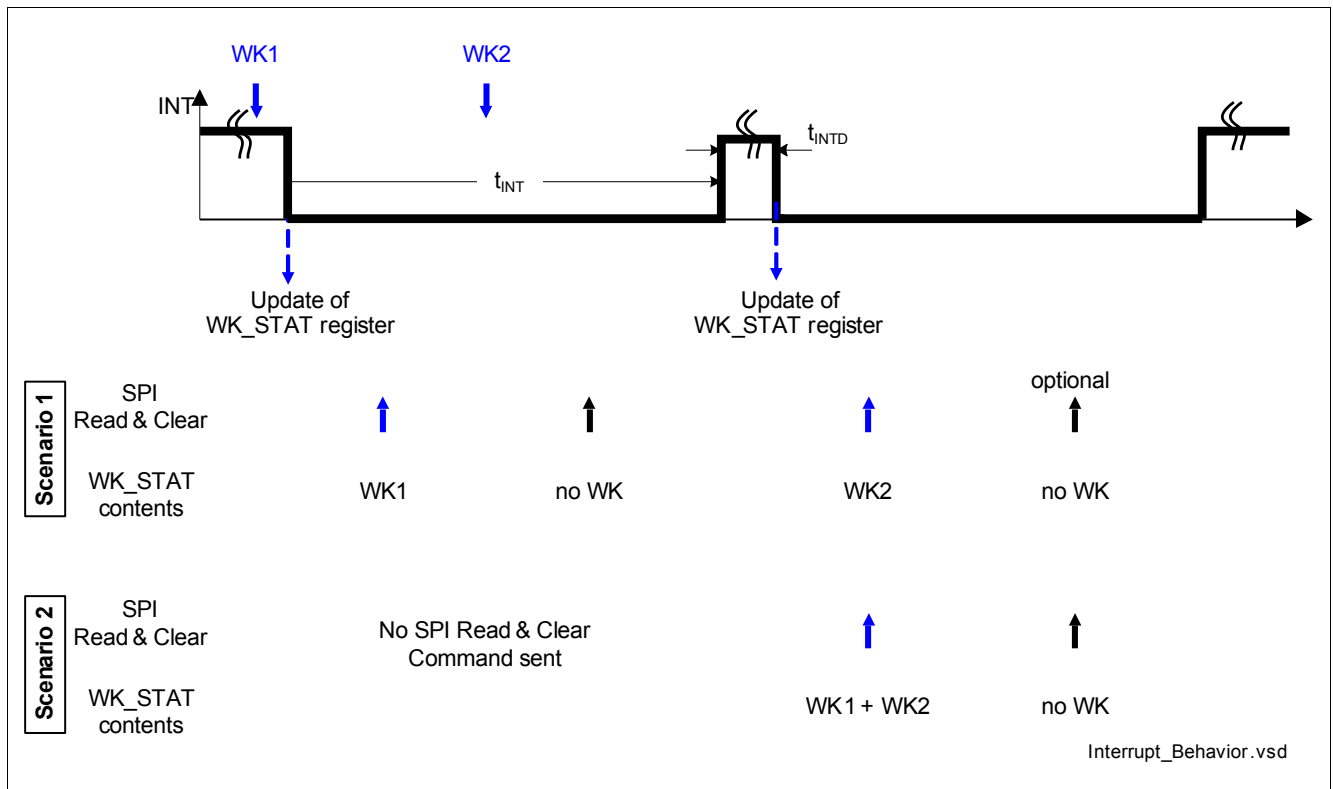 WK1
WK2
INT
tINTD
tINT
Update of
WK_STAT register
Update of
WK_STAT register
Scenario 1
SPI
Read & Clear
optional
WK_STAT
contents
WK1
no WK
WK2
no WK
Scenario 2
SPI
Read & Clear
No SPI Read & Clear
Command sent
WK_STAT
contents
WK1 + WK2
no WK
Interrupt_Behavior.vsd